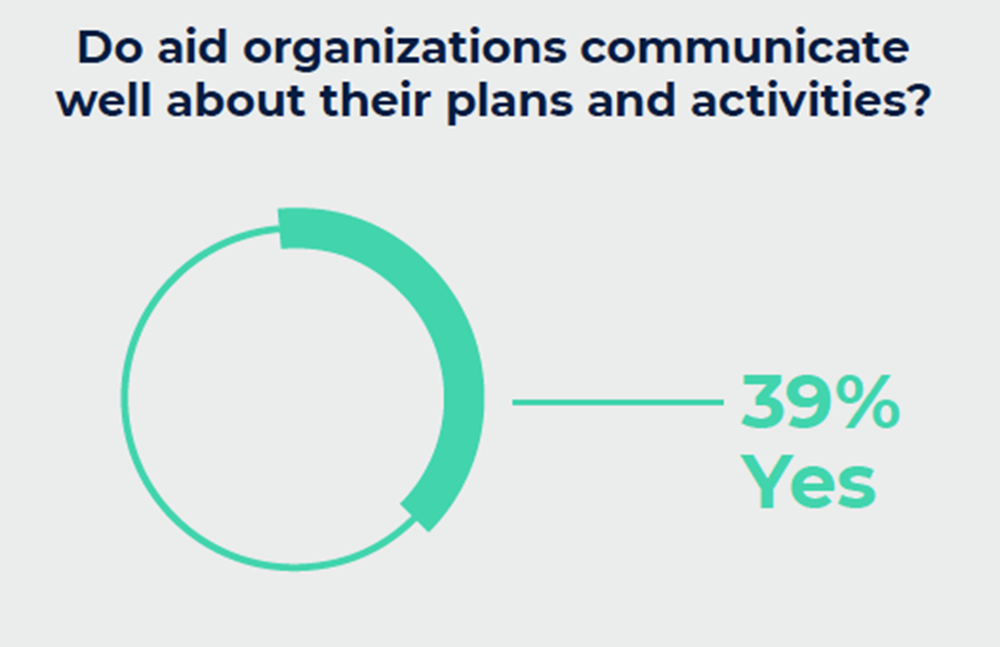 Do aid organizations communicate
well about their plans and activities?
39%
Yes